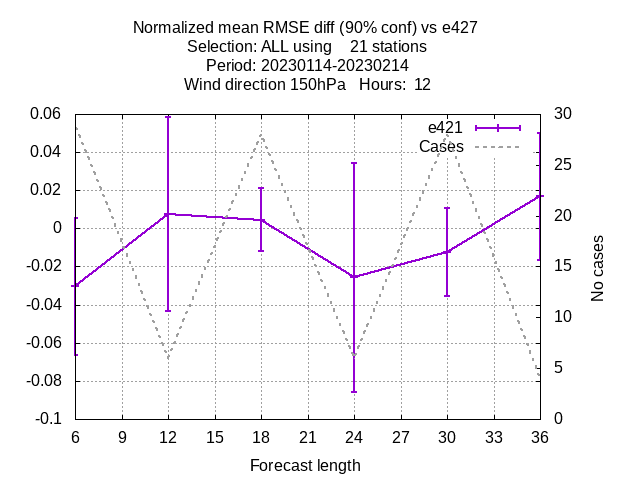 Normalized mean RMSE diff (90% conf) vs e427
Selection: ALL using    21 stations
Period: 20230114-20230214
Wind direction 150hPa   Hours:  12
0.06
0.04
0.02
0
-0.02
-0.04
-0.06
-0.08
-0.1
e421
Cases
30
25
20
15
10
5
0
No cases
6 9 12 15 18 21 24 27 30 33 36
Forecast length